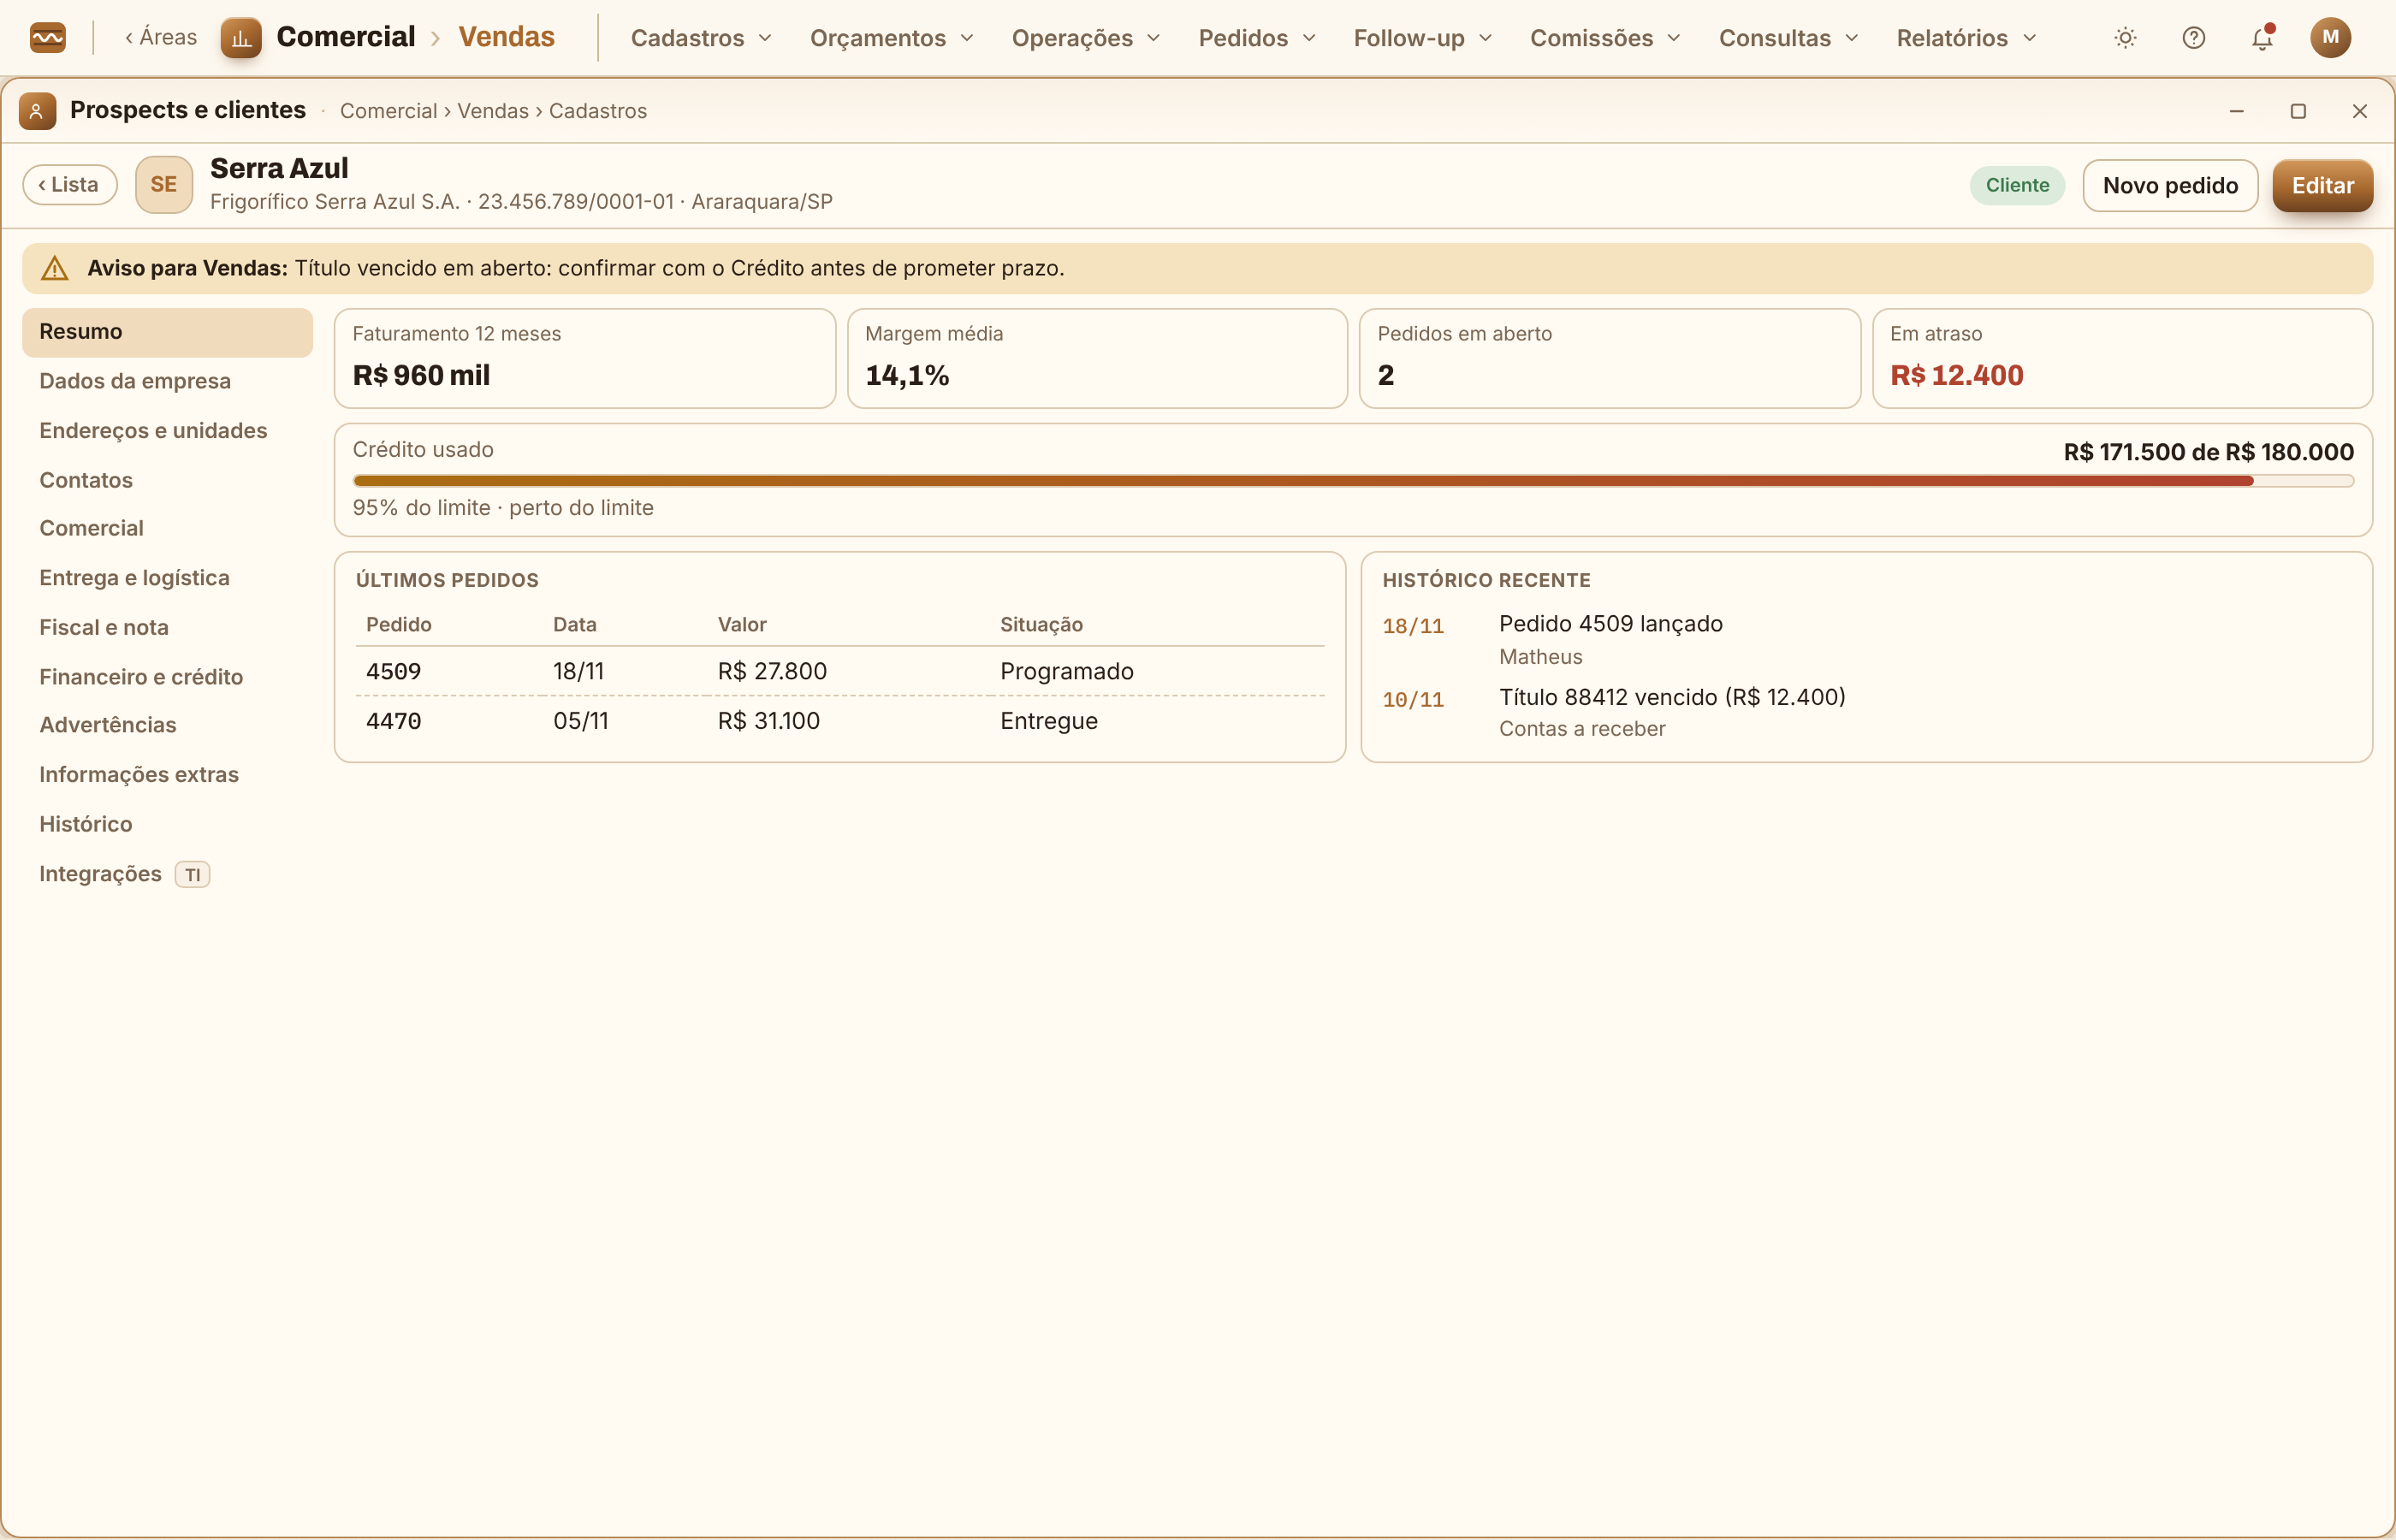 ‹ Áreas Comercial › Vendas Cadastros Orçamentos Operações Pedidos Follow-up Comissões Consultas Relatórios M
Prospects e clientes · Comercial › Vendas › Cadastros
‹ Lista
SE
Serra Azul
Frigorífico Serra Azul S.A. · 23.456.789/0001-01 · Araraquara/SP
Cliente
Novo pedido
Editar
Aviso para Vendas: Título vencido em aberto: confirmar com o Crédito antes de prometer prazo.
Resumo
Dados da empresa
Endereços e unidades
Contatos
Comercial
Entrega e logística
Fiscal e nota
Financeiro e crédito
Advertências
Informações extras
Histórico
Integrações TI
Faturamento 12 meses
R$ 960 mil
Margem média
14,1%
Pedidos em aberto
2
Em atraso
R$ 12.400
Crédito usado
R$ 171.500 de R$ 180.000
95% do limite · perto do limite
ÚLTIMOS PEDIDOS
Pedido Data Valor Situação
4509 18/11 R$ 27.800 Programado
4470 05/11 R$ 31.100 Entregue
HISTÓRICO RECENTE
18/11 Pedido 4509 lançado
Matheus
10/11 Título 88412 vencido (R$ 12.400)
Contas a receber